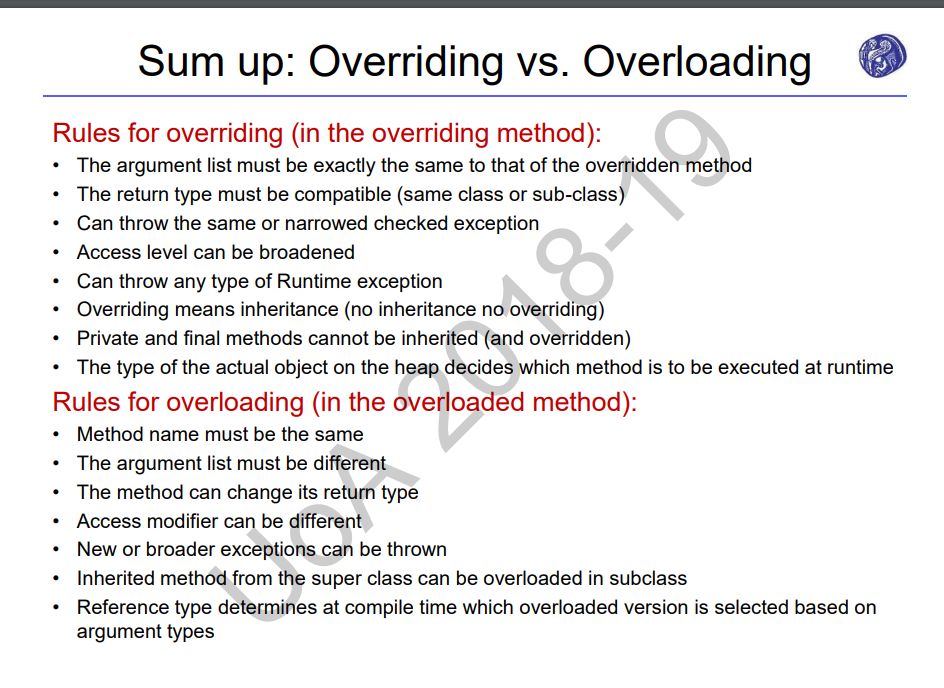 Sum up: Overriding vs. Overloading
Rules for overriding (in the overriding method):
• The argument list must be exactly the same to that of the overridden method
• The return type must be compatible (same class or sub-class)
• Can throw the same or narrowed checked exception
• Access level can be broadened
• Can throw any type of Runtime exception
• Overriding means inheritance (no inheritance no overriding)
• Private and final methods cannot be inherited (and overridden)
• The type of the actual object on the heap decides which method is to be executed at runtime
Rules for overloading (in the overloaded method):
• Method name must be the same
• The argument list must be different
• The method can change its return type
• Access modifier can be different
• New or broader exceptions can be thrown
• Inherited method from the super class can be overloaded in subclass
• Reference type determines at compile time which overloaded version is selected based on
argument types
UoA 2018-19